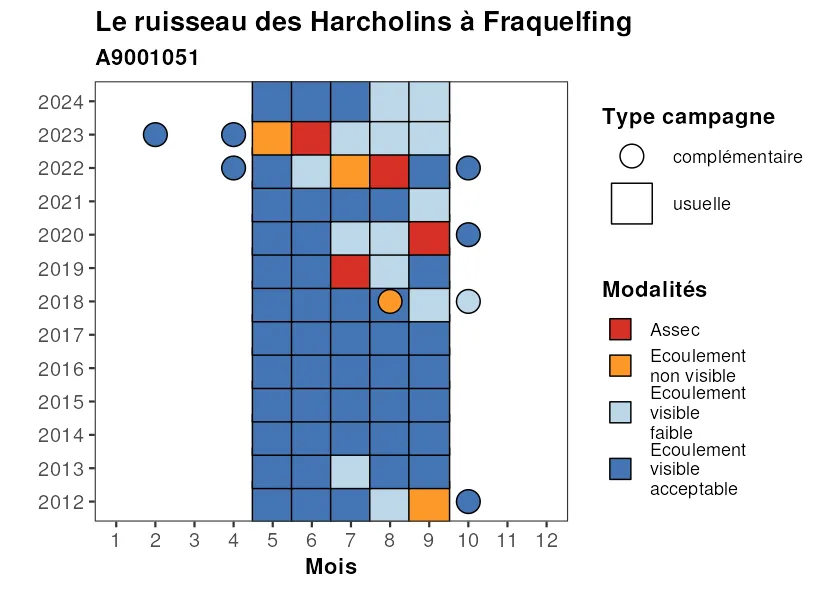 Le ruisseau des Harcholins à Fraquelfing
A9001051
2024
2023
2022
2021
2020
2019
2018
2017
2016
2015
2014
2013
2012
1 2 3 4 5 6 7 8 9 10 11 12
Mois
Type campagne
complémentaire
usuelle
Modalités
Assec
Ecoulement
non visible
Ecoulement
visible
faible
Ecoulement
visible
acceptable